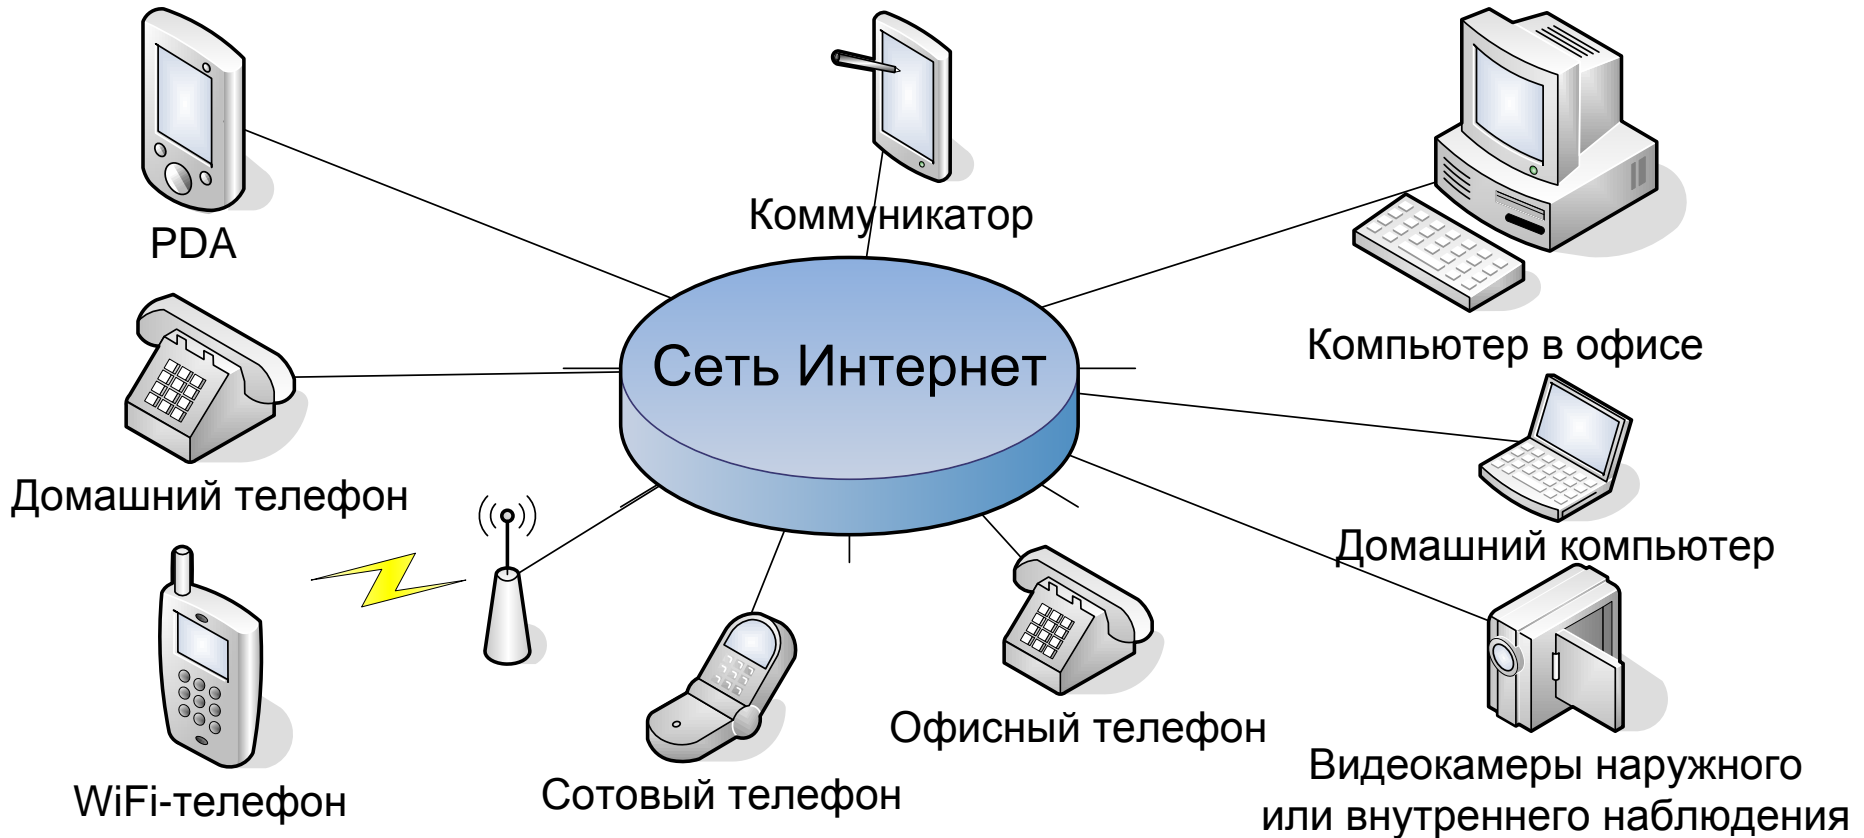 PDA
Коммуникатор
Компьютер в офисе
Сеть Интернет
Домашний телефон
Домашний компьютер
WiFi-телефон
Сотовый телефон
Офисный телефон
Видеокамеры наружного
или внутреннего наблюдения